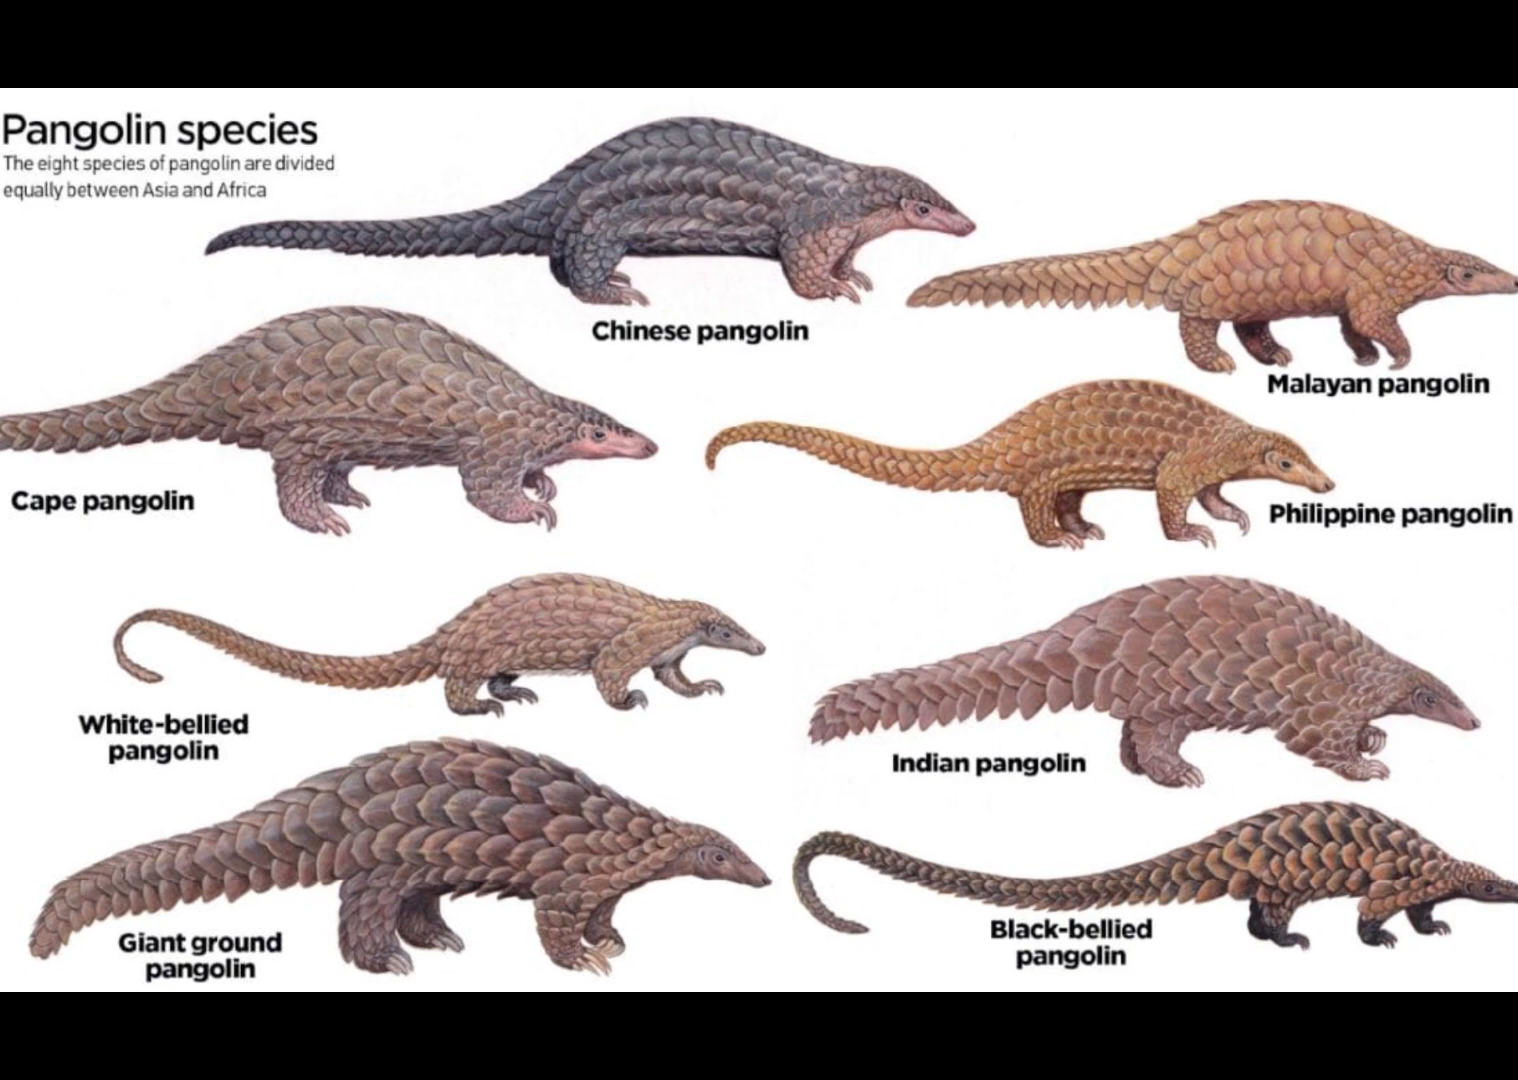 Pangolin species
The eight species of pangolin are divided
equally between Asia and Africa
Chinese pangolin
Malayan pangolin
Cape pangolin
Philippine pangolin
White-bellied
pangolin
Indian pangolin
Giant ground
pangolin
Black-bellied
pangolin